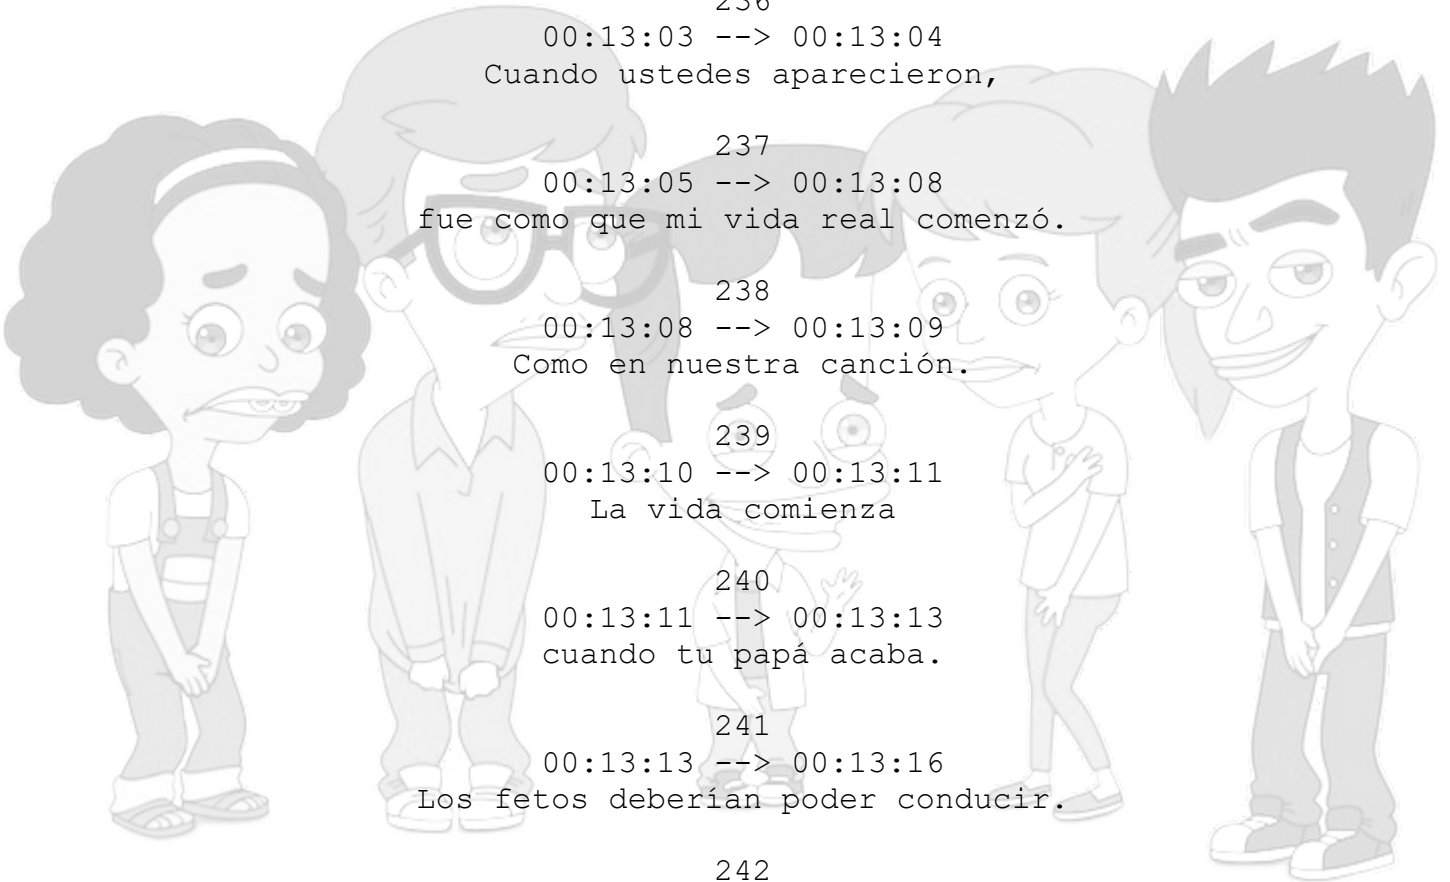 236
00:13:03 --> 00:13:04
Cuando ustedes aparecieron,
237
00:13:05 --> 00:13:08
fue como que mi vida real comenzó.
238
00:13:08 --> 00:13:09
Como en nuestra canción.
239
00:13:10 --> 00:13:11
La vida comienza
240
00:13:11 --> 00:13:13
cuando tu papá acaba.
241
00:13:13 --> 00:13:16
Los fetos deberían poder conducir.
242